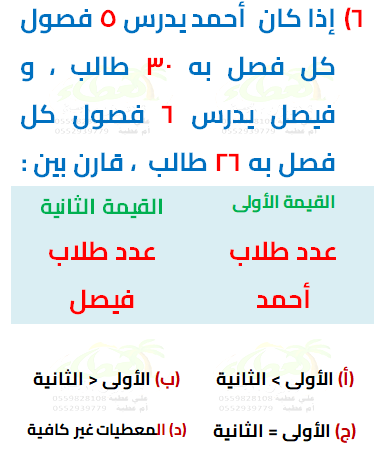 ٦) إذا كان أحمد يدرس ٥ فصول
كل فصل به ٣٠ طالب ، و
فيصل يدرس ٦ فصول كل
فصل به ٢٦ طالب ، قارن بين :
القيمة الأولى القيمة الثانية
عدد طلاب عدد طلاب
أحمد فيصل
(أ) الأولى > الثانية (ب) الأولى < الثانية
(ج) الأولى = الثانية (د) المعطيات غير كافية